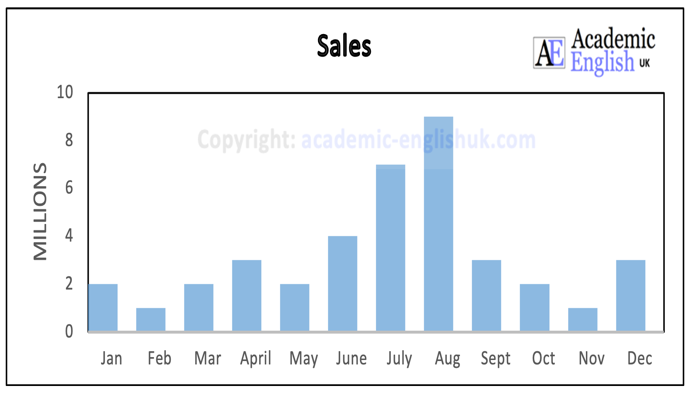 Sales
AE Academic
English UK
10
Copyright: academic-englishuk.com
8
6
4
2
0
MILLIONS
Jan Feb Mar April May June July Aug Sept Oct Nov Dec